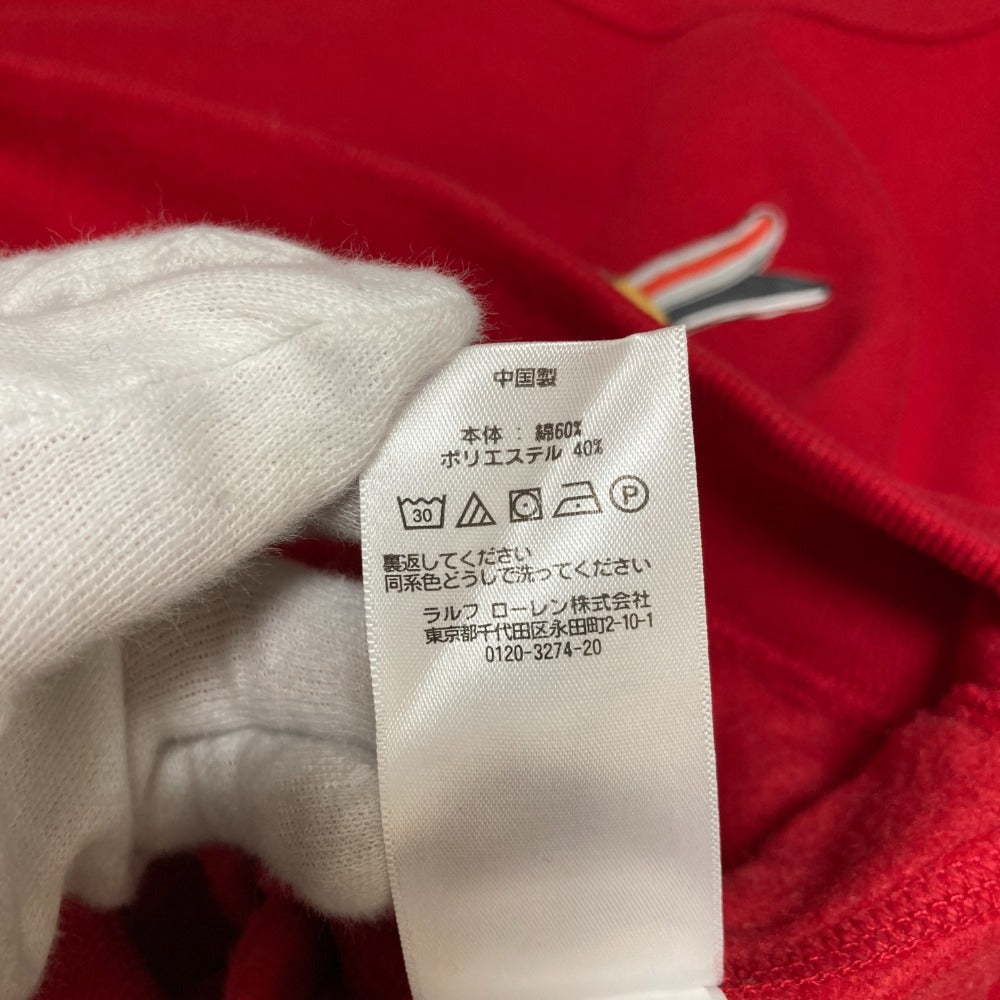 中国製
本体 : 綿60%
ポリエステル 40%
30 P
裏返してください
同系色どうしで洗ってください
ラルフ ローレン株式会社
東京都千代田区永田町2-10-1
0120-3274-20